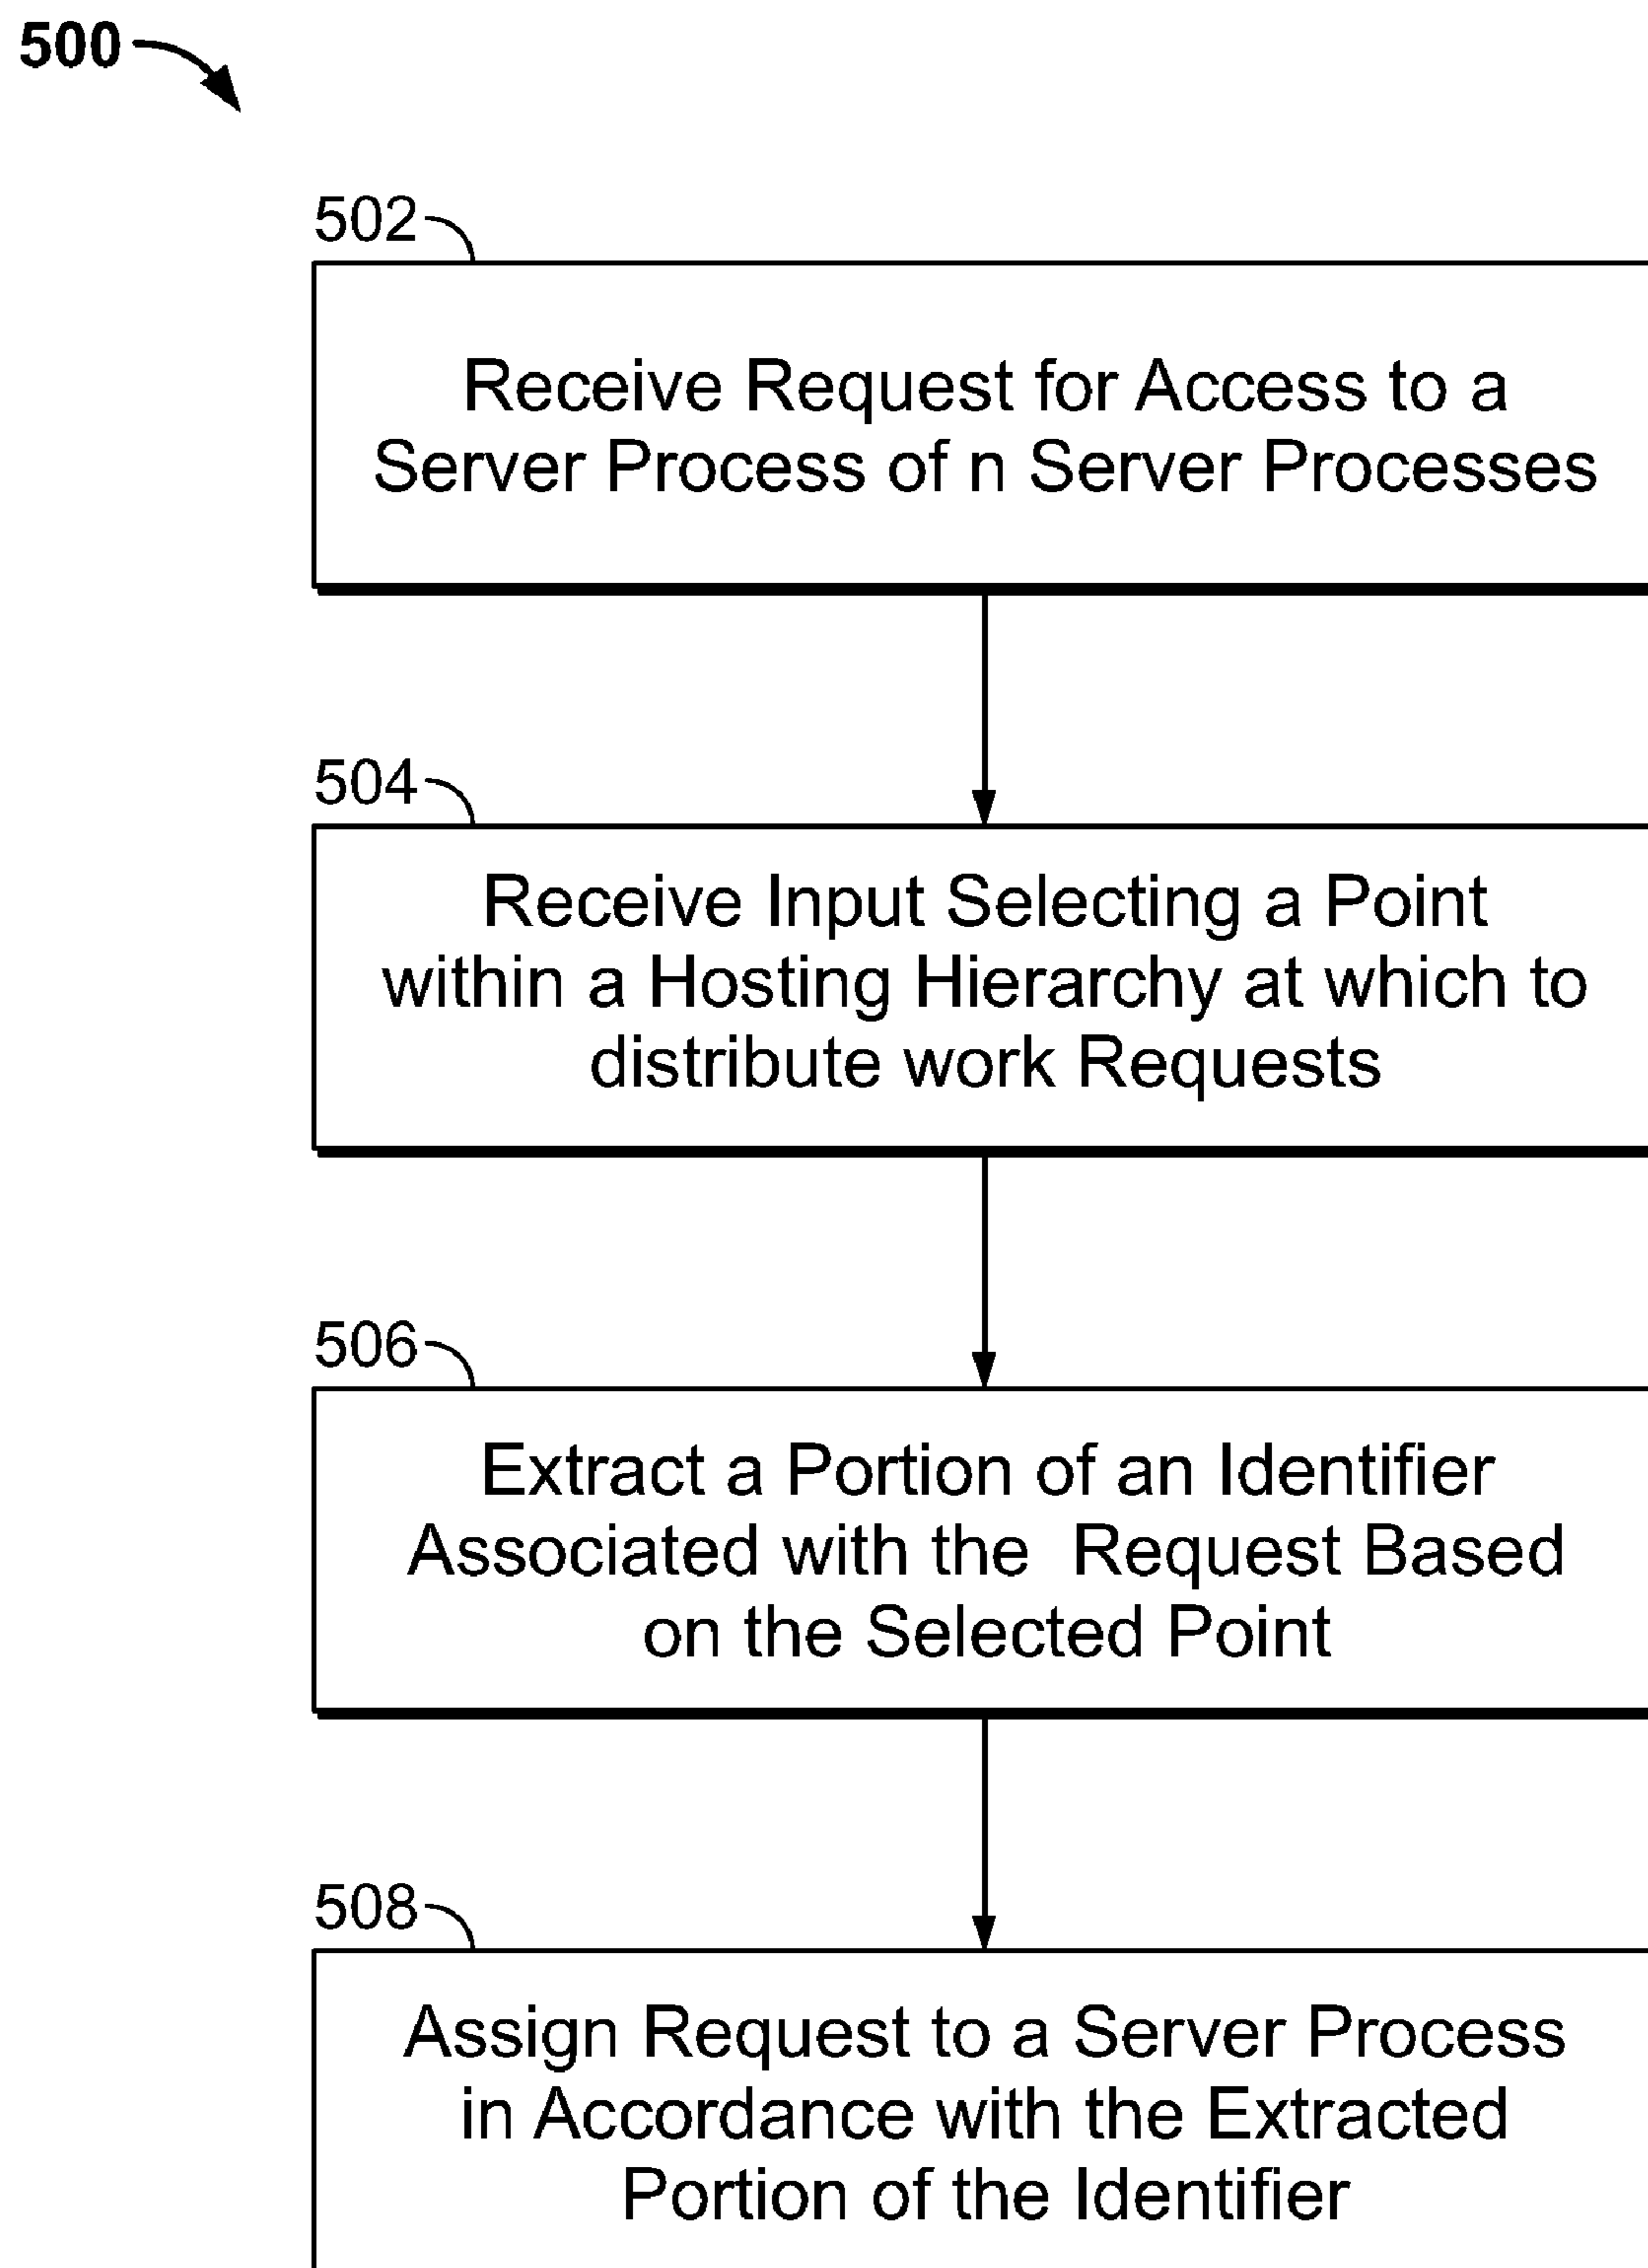 500
502
Receive Request for Access to a
Server Process of n Server Processes
504
Receive Input Selecting a Point
within a Hosting Hierarchy at which to
distribute work Requests
506
Extract a Portion of an Identifier
Associated with the  Request Based
on the Selected Point
508
Assign Request to a Server Process
in Accordance with the Extracted
Portion of the Identifier